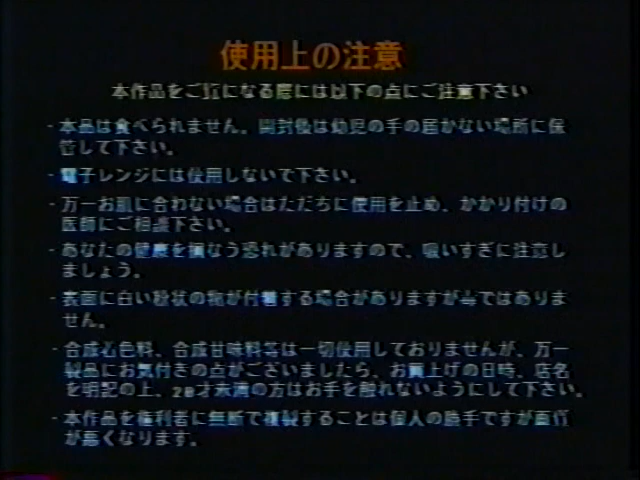 使用上の注意
本作品をご覧になる際には以下の点にご注意下さい
・本品は食べられません。開封後は幼児の手の届かない場所に保
管して下さい。
・電子レンジには使用しないで下さい。
・万一お肌に合わない場合はただちに使用を止め、かかり付けの
医師にご相談下さい。
・あなたの健康を損なう恐れがありますので、吸いすぎに注意し
ましょう。
・表面に白い粉状の物が付着する場合がありますが毒ではありま
せん。
・合成着色料、合成甘味料等は一切使用しておりませんが、万一
製品にお気付きの点がございましたら、お買上げの日時、店名
を明記の上、28才未満の方はお手を触れないようにして下さい。
・本作品を権利者に無断で複製することは個人の勝手ですが画質
が悪くなります。